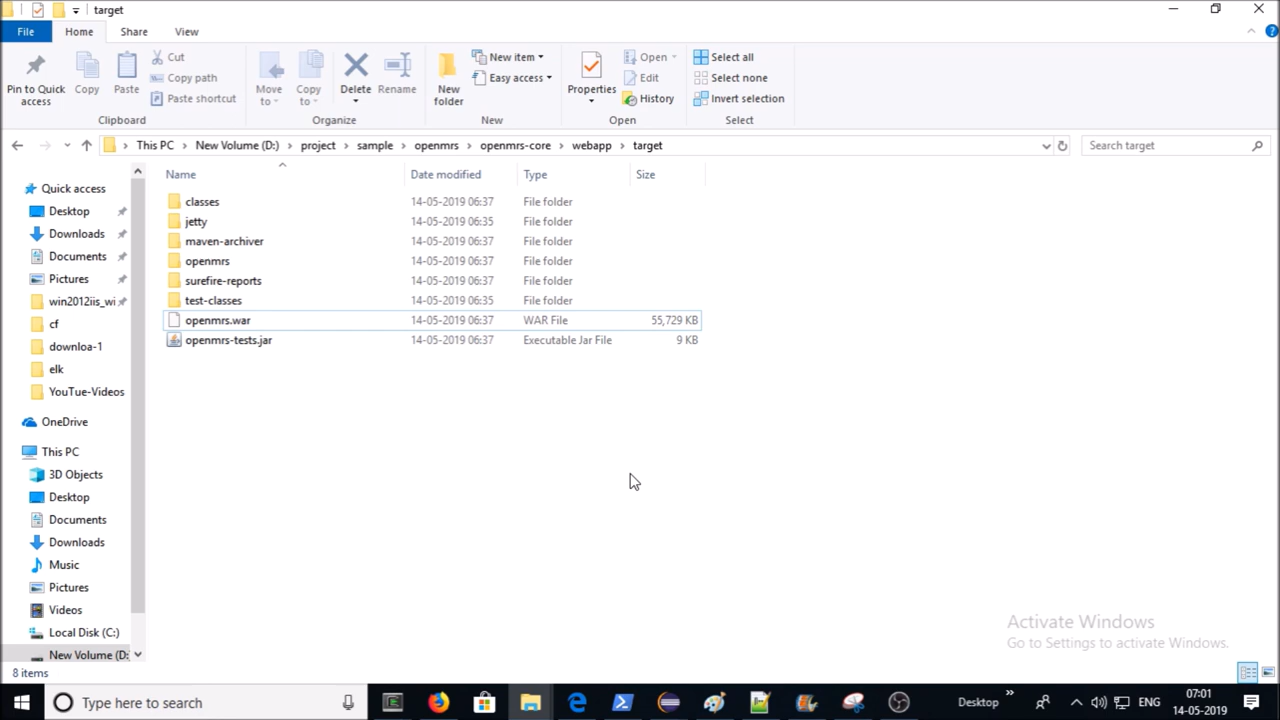 target
File Home Share View
Pin to Quick access
Copy
Paste
Cut
Copy path
Paste shortcut
Clipboard
Move to
Copy to
Delete
Rename
Organize
New folder
New item
Easy access
New
Properties
Open
Edit
History
Open
Select all
Select none
Invert selection
Select
This PC New Volume (D:) project sample openmrs openmrs-core webapp target
Search target
Name Date modified Type Size
classes 14-05-2019 06:37 File folder
jetty 14-05-2019 06:35 File folder
maven-archiver 14-05-2019 06:37 File folder
openmrs 14-05-2019 06:37 File folder
surefire-reports 14-05-2019 06:37 File folder
test-classes 14-05-2019 06:35 File folder
openmrs.war 14-05-2019 06:37 WAR File 55,729 KB
openmrs-tests.jar 14-05-2019 06:37 Executable Jar File 9 KB
Quick access
Desktop
Downloads
Documents
Pictures
win2012iis_wi
cf
downloa-1
elk
YouTue-Videos
OneDrive
This PC
3D Objects
Desktop
Documents
Downloads
Music
Pictures
Videos
Local Disk (C:)
New Volume (D:
Activate Windows
Go to Settings to activate Windows.
8 items
Type here to search
Desktop
ENG
07:01
14-05-2019